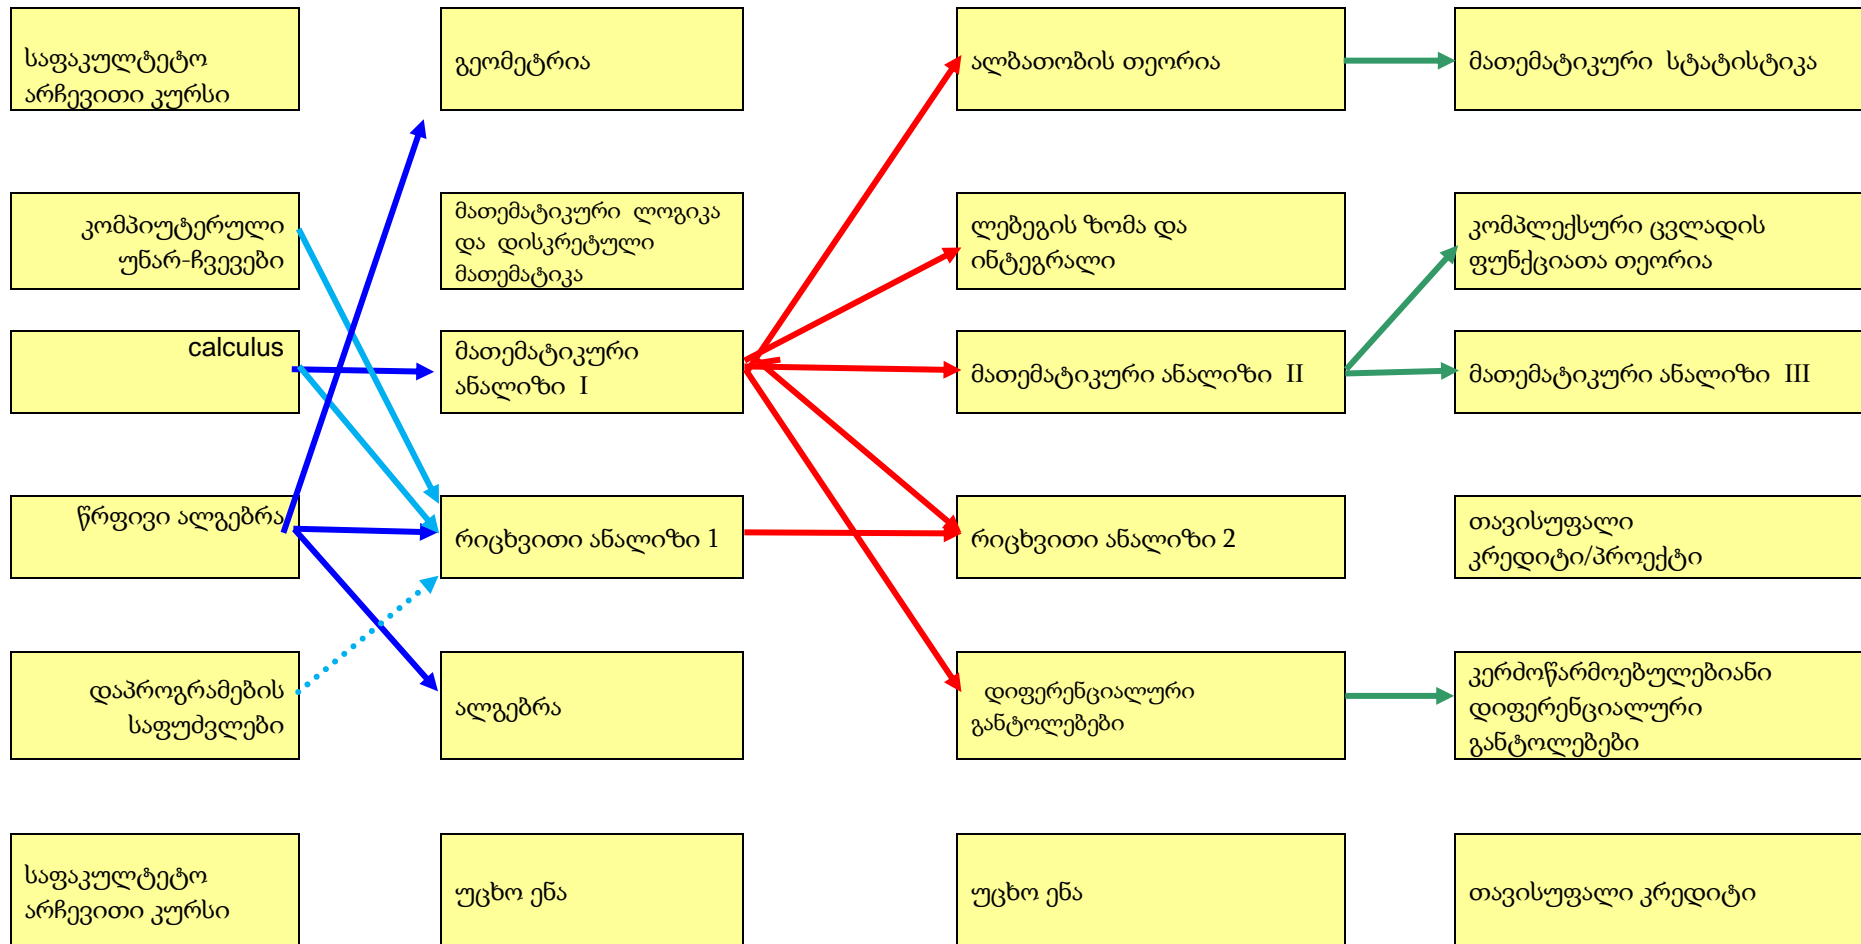 საფაკულტეტო
არჩევითი კურსი
გეომეტრია
ალბათობის თეორია
მათემატიკური სტატისტიკა
კომპიუტერული
უნარ-ჩვევები
მათემატიკური ლოგიკა
და დისკრეტული
მათემატიკა
ლებეგის ზომა და
ინტეგრალი
კომპლექსური ცვლადის
ფუნქციათა თეორია
calculus
მათემატიკური
ანალიზი I
მათემატიკური ანალიზი II
მათემატიკური ანალიზი III
წრფივი ალგებრა
რიცხვითი ანალიზი 1
რიცხვითი ანალიზი 2
თავისუფალი
კრედიტი/პროექტი
დაპროგრამების
საფუძვლები
ალგებრა
დიფერენციალური
განტოლებები
კერძოწარმოებულებიანი
დიფერენციალური
განტოლებები
საფაკულტეტო
არჩევითი კურსი
უცხო ენა
უცხო ენა
თავისუფალი კრედიტი